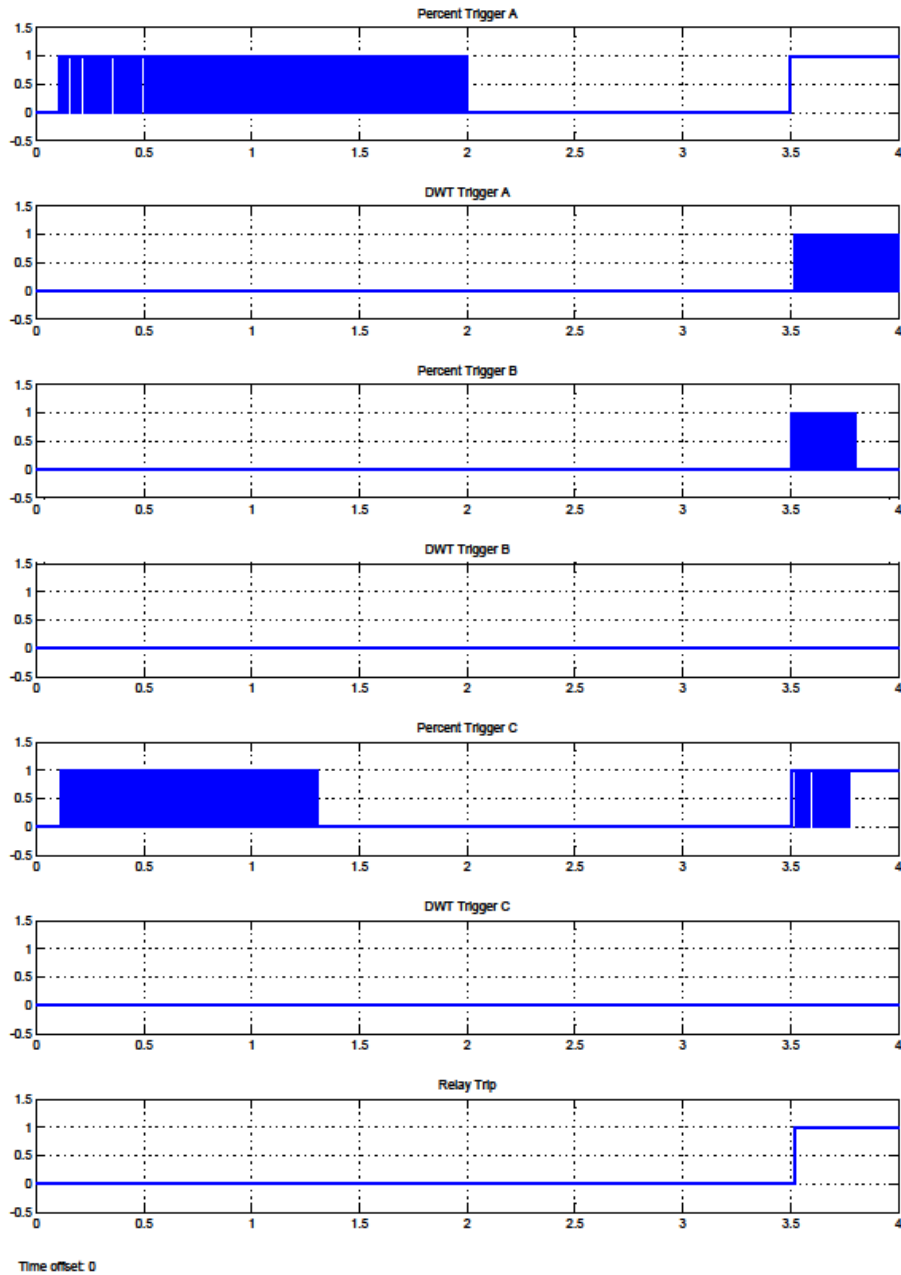 Percent Trigger A
1.5
1
0.5
0
-0.5
0 0.5 1 1.5 2 2.5 3 3.5 4
DWT Trigger A
1.5
1
0.5
0
-0.5
0 0.5 1 1.5 2 2.5 3 3.5 4
Percent Trigger B
1.5
1
0.5
0
-0.5
0 0.5 1 1.5 2 2.5 3 3.5 4
DWT Trigger B
1.5
1
0.5
0
-0.5
0 0.5 1 1.5 2 2.5 3 3.5 4
Percent Trigger C
1.5
1
0.5
0
-0.5
0 0.5 1 1.5 2 2.5 3 3.5 4
DWT Trigger C
1.5
1
0.5
0
-0.5
0 0.5 1 1.5 2 2.5 3 3.5 4
Relay Trip
1.5
1
0.5
0
-0.5
0 0.5 1 1.5 2 2.5 3 3.5 4
Time offset: 0